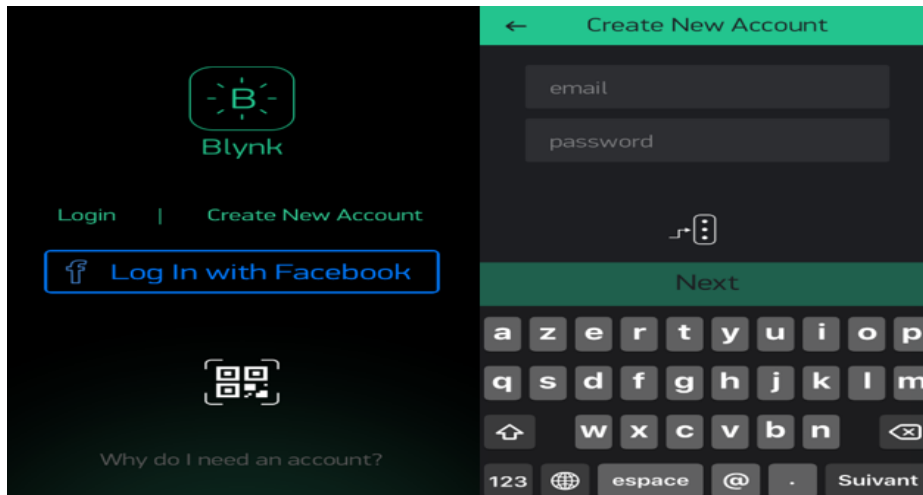 B
Blynk
Login | Create New Account
f Log In with Facebook
Why do I need an account?
← Create New Account
email
password
Next
a z e r t y u i o p
q s d f g h j k l m
w x c v b n
123 espace @ . Suivant